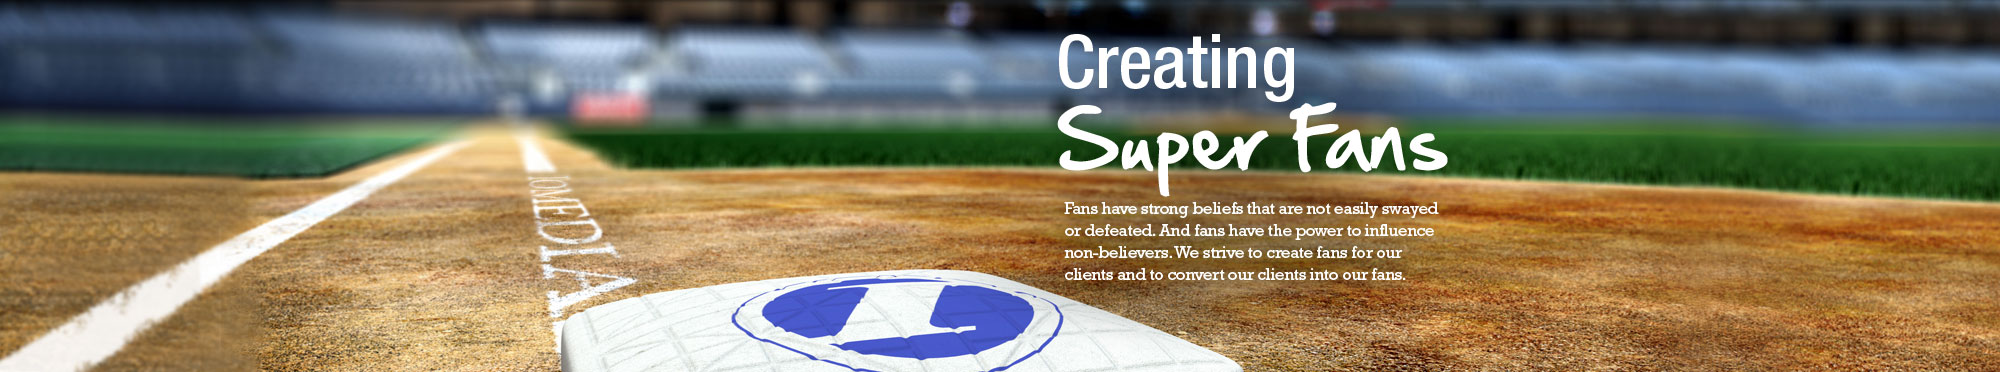 Creating
Super Fans
Fans have strong beliefs that are not easily swayed
or defeated. And fans have the power to influence
non-believers. We strive to create fans for our
clients and to convert our clients into our fans.
IOMEDIA